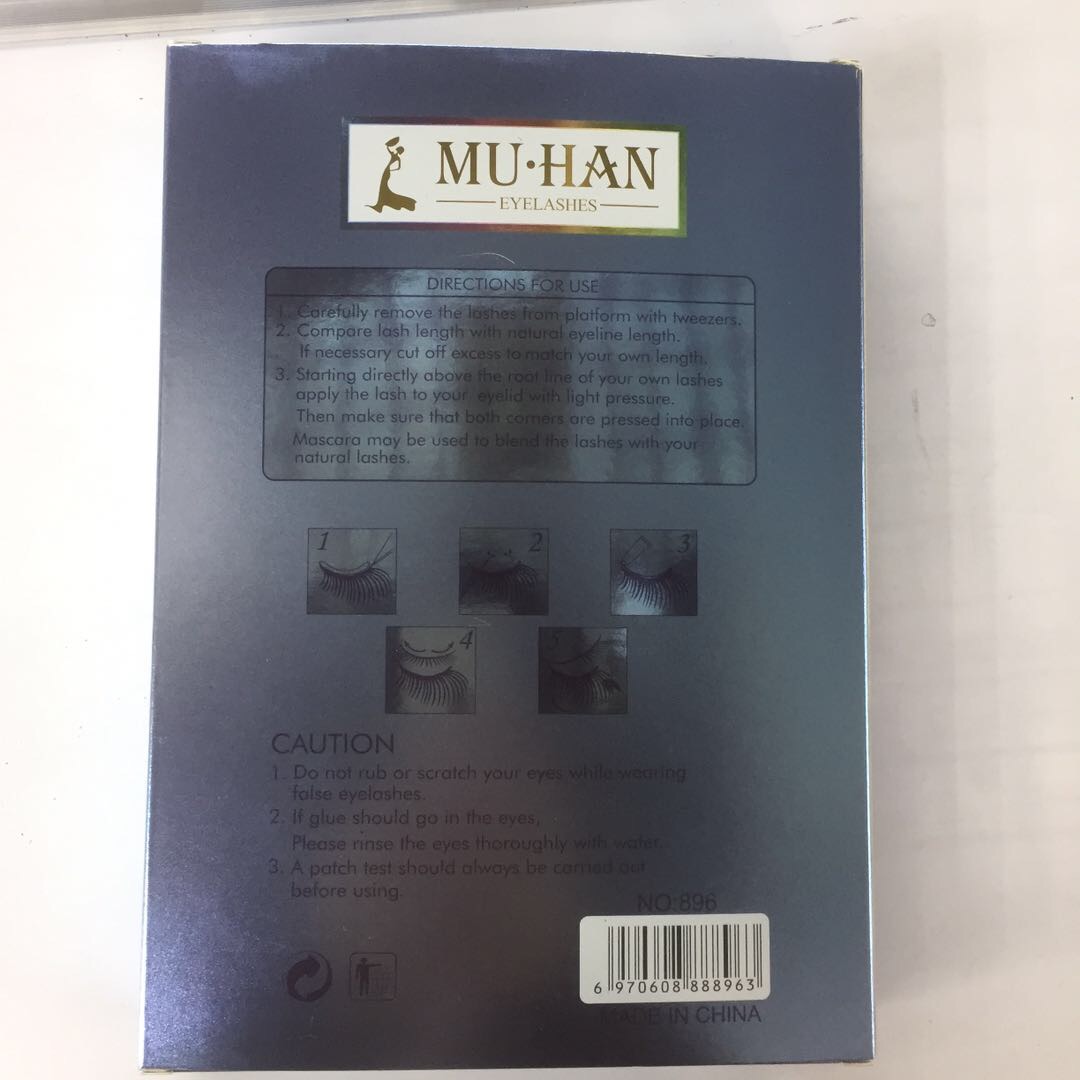 MU·HAN
EYELASHES
DIRECTIONS FOR USE
1. Carefully remove the lashes from platform with tweezers.
2. Compare lash length with natural eyeline length.
If necessary cut off excess to match your own length.
3. Starting directly above the root line of your own lashes
apply the lash to your eyelid with light pressure.
Then make sure that both corners are pressed into place.
Mascara may be used to blend the lashes with your
natural lashes.
1 2 3
4 5
CAUTION
1. Do not rub or scratch your eyes while wearing
false eyelashes.
2. If glue should go in the eyes,
Please rinse the eyes thoroughly with water.
3. A patch test should always be carried out
before using.
NO:896
6 970608 888963
MADE IN CHINA